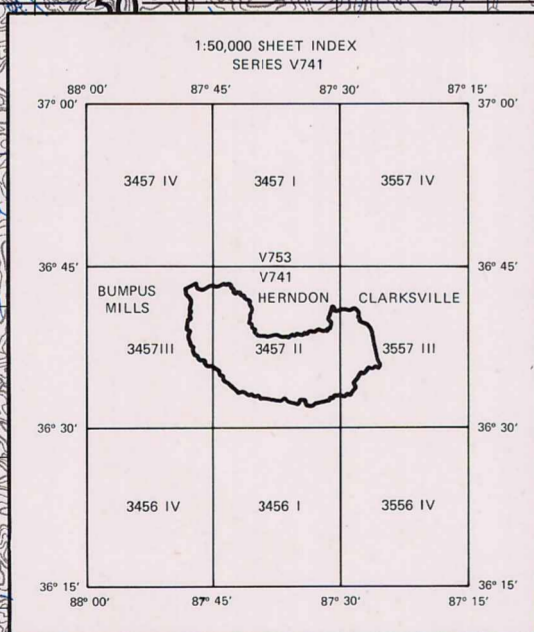 50
1:50,000 SHEET INDEX
SERIES V741
88° 00' 87° 45' 87° 30' 87° 15'
37° 00' 37° 00'
3457 IV 3457 I 3557 IV
V753
36° 45' 36° 45'
V741
BUMPUS HERNDON CLARKSVILLE
MILLS
3457III 3457 II 3557 III
36° 30' 36° 30'
3456 IV 3456 I 3556 IV
36° 15' 36° 15'
88° 00' 87° 45' 87° 30' 87° 15'